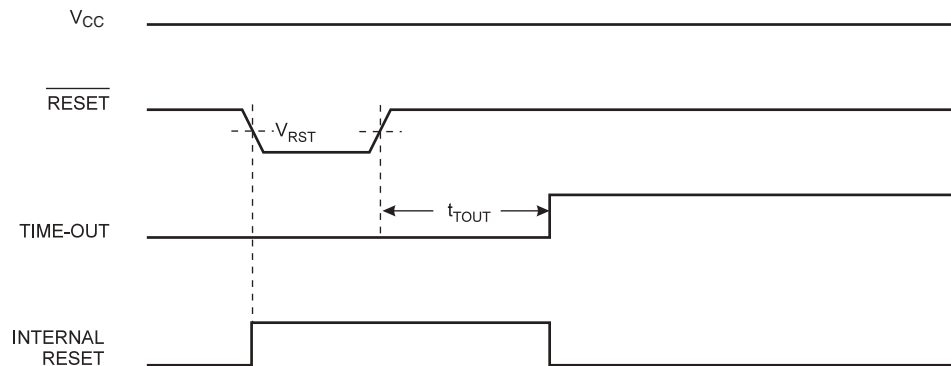 VCC
RESET
VRST
tTOUT
TIME-OUT
INTERNAL
RESET